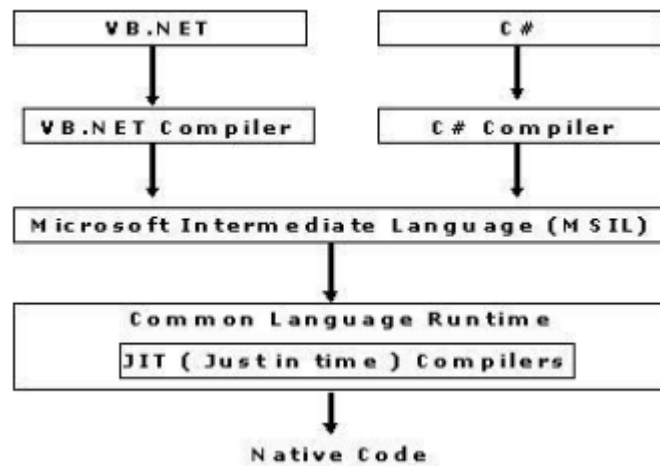 VB.NET
C#
VB.NET Compiler
C# Compiler
Microsoft Intermediate Language (MSIL)
Common Language Runtime
JIT ( Just in time ) Compilers
Native Code